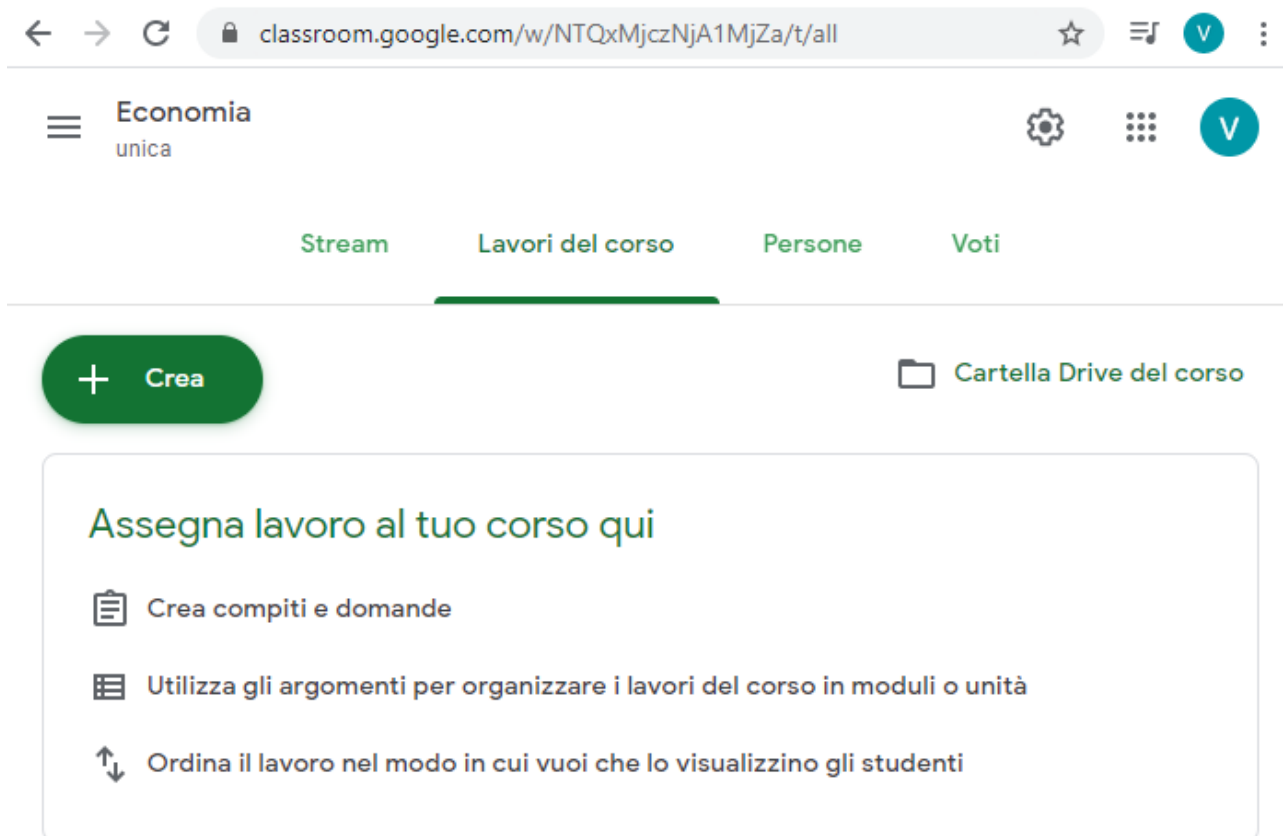 classroom.google.com/w/NTQxMjczNjA1MjZa/t/all
V
Economia
unica
V
Stream Lavori del corso Persone Voti
+ Crea
Cartella Drive del corso
Assegna lavoro al tuo corso qui
Crea compiti e domande
Utilizza gli argomenti per organizzare i lavori del corso in moduli o unità
Ordina il lavoro nel modo in cui vuoi che lo visualizzino gli studenti